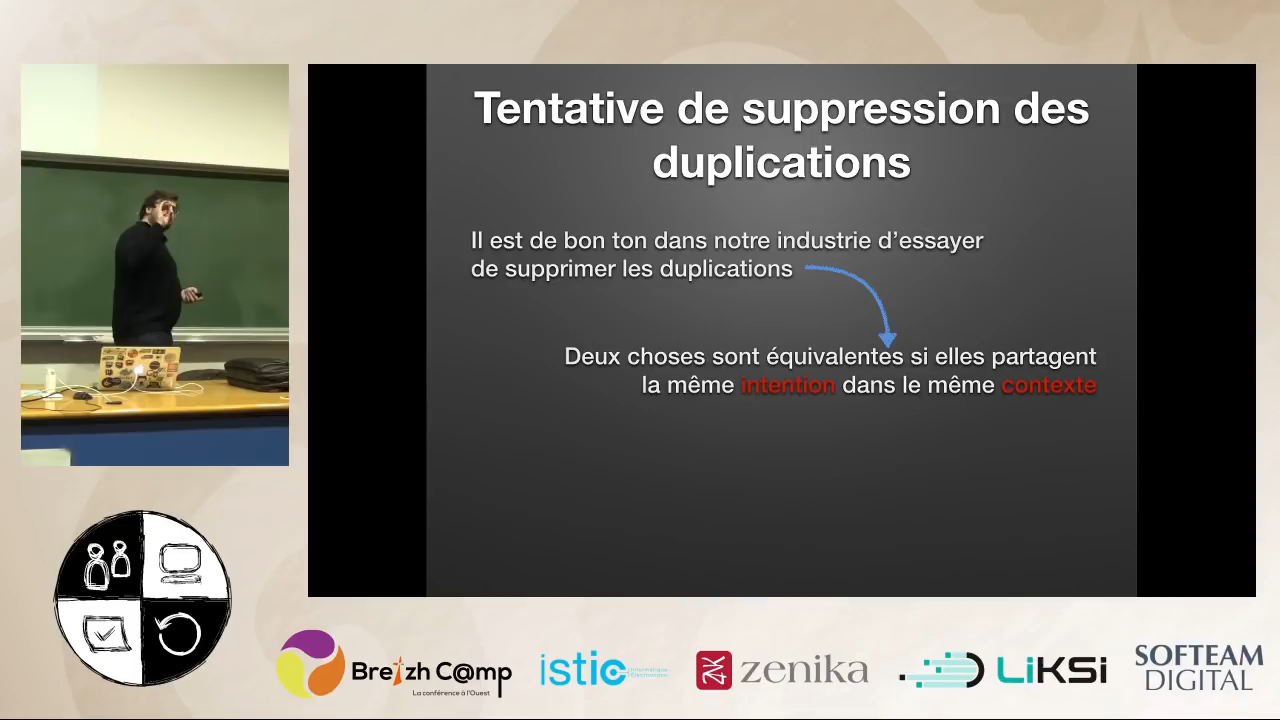 Tentative de suppression des
duplications
Il est de bon ton dans notre industrie d’essayer
de supprimer les duplications
Deux choses sont équivalentes si elles partagent
la même intention dans le même contexte
Breizh C@mp
La conférence à l'Ouest
istic
Informatique
Électronique
zenika
LiKSi
SOFTEAM
DIGITAL